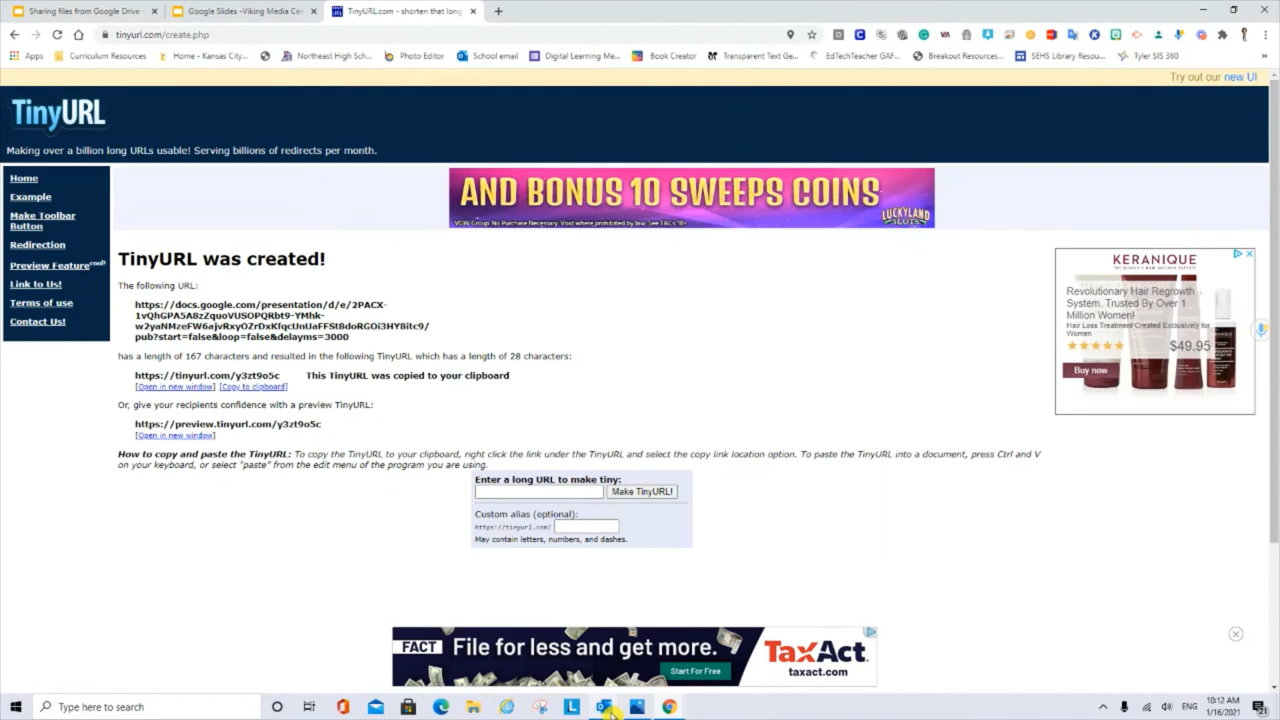 Sharing files from Google Drive
Google Slides -Viking Media Cen
TinyURL.com - shorten that long
tinyurl.com/create.php
Apps
Curriculum Resources
Home - Kansas City...
Northeast High Sch...
Photo Editor
School email
Digital Learning Me...
Book Creator
Transparent Text Ge...
EdTechTeacher GAF...
Breakout Resources...
SEHS Library Resou...
Tyler SIS 360
Try out our new UI
TinyURL
Making over a billion long URLs usable! Serving billions of redirects per month.
Home
Example
Make Toolbar
Button
Redirection
Preview Feature cool!
Link to Us!
Terms of use
Contact Us!
AND BONUS 10 SWEEPS COINS
VGW Group. No Purchase Necessary. Void where prohibited by law. See T&C's 18+
LUCKYLAND
SLOTS
TinyURL was created!
The following URL:
https://docs.google.com/presentation/d/e/2PACX-
1vQhGPA5A8zZquoVUSOPQRbt9-YMhk-
w2yaNMzeFW6ajvRxyOZrDxKfqcUnUaFFSt8doRGOi3HY8itc9/
pub?start=false&loop=false&delayms=3000
has a length of 167 characters and resulted in the following TinyURL which has a length of 28 characters:
https://tinyurl.com/y3zt9o5c This TinyURL was copied to your clipboard
[Open in new window] [Copy to clipboard]
Or, give your recipients confidence with a preview TinyURL:
https://preview.tinyurl.com/y3zt9o5c
[Open in new window]
How to copy and paste the TinyURL: To copy the TinyURL to your clipboard, right click the link under the TinyURL and select the copy link location option. To paste the TinyURL into a document, press Ctrl and V
on your keyboard, or select "paste" from the edit menu of the program you are using.
Enter a long URL to make tiny:
Make TinyURL!
Custom alias (optional):
https://tinyurl.com/
May contain letters, numbers, and dashes.
KERANIQUE
Revolutionary Hair Regrowth
System. Trusted By Over 1
Million Women!
Hair Loss Treatment Created Exclusively for
Women
$49.95
Buy now
FACT
File for less and get more.
Start For Free
TaxAct.
taxact.com
Type here to search
ENG
10:12 AM
1/16/2021
21